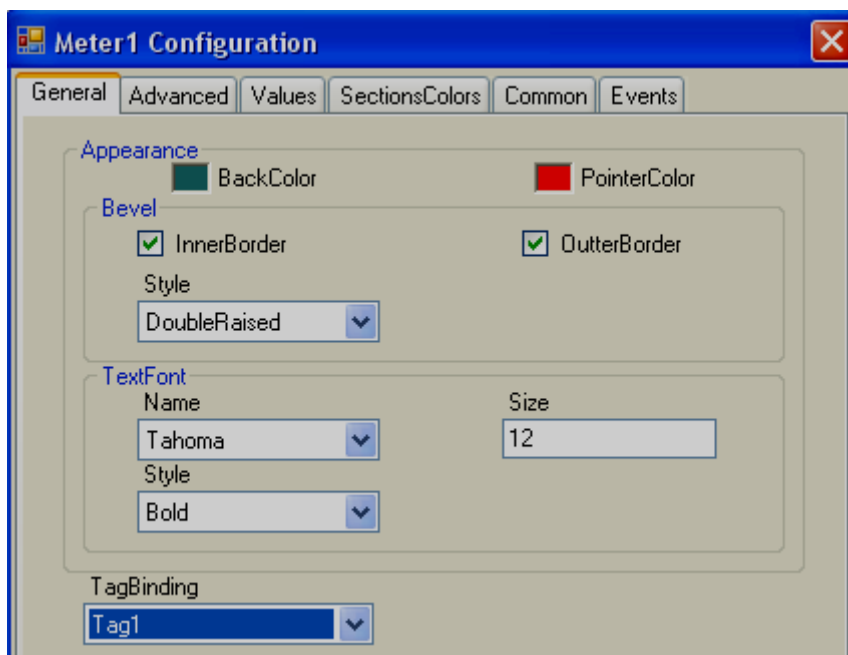 Meter1 Configuration
General Advanced Values SectionsColors Common Events
Appearance
BackColor PointerColor
Bevel
InnerBorder OutterBorder
Style
DoubleRaised
TextFont
Name Size
Tahoma 12
Style
Bold
TagBinding
Tag1